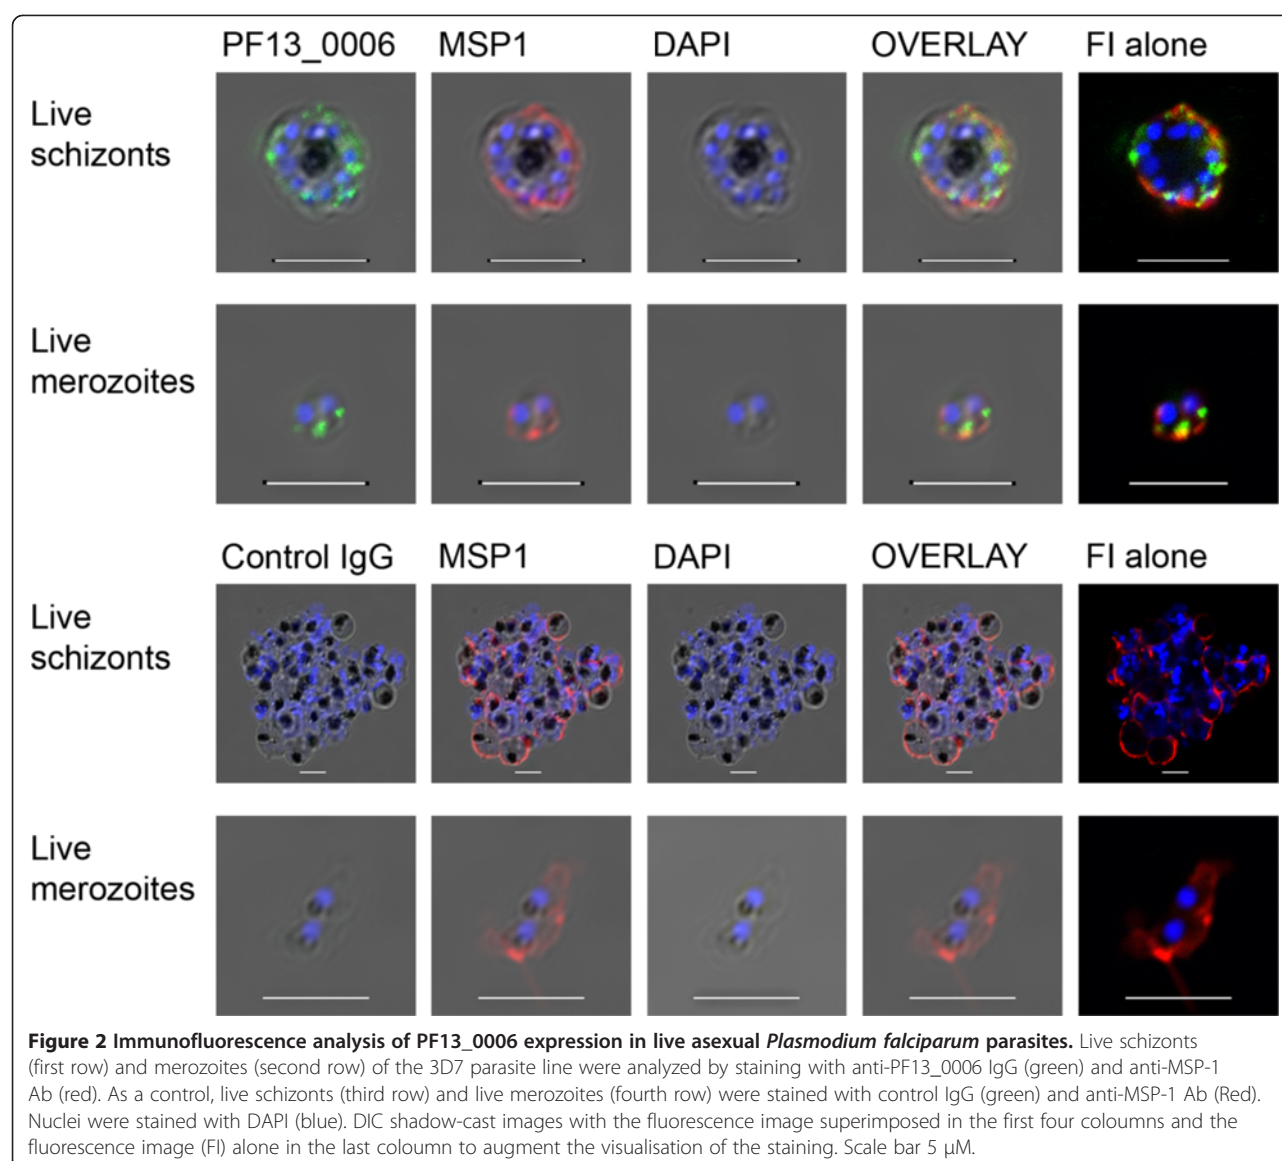 PF13_0006 MSP1 DAPI OVERLAY FI alone
Live
schizonts
Live
merozoites
Control IgG MSP1 DAPI OVERLAY FI alone
Live
schizonts
Live
merozoites
Figure 2 Immunofluorescence analysis of PF13_0006 expression in live asexual Plasmodium falciparum parasites. Live schizonts
(first row) and merozoites (second row) of the 3D7 parasite line were analyzed by staining with anti-PF13_0006 IgG (green) and anti-MSP-1
Ab (red). As a control, live schizonts (third row) and live merozoites (fourth row) were stained with control IgG (green) and anti-MSP-1 Ab (Red).
Nuclei were stained with DAPI (blue). DIC shadow-cast images with the fluorescence image superimposed in the first four coloumns and the
fluorescence image (FI) alone in the last coloumn to augment the visualisation of the staining. Scale bar 5 μM.